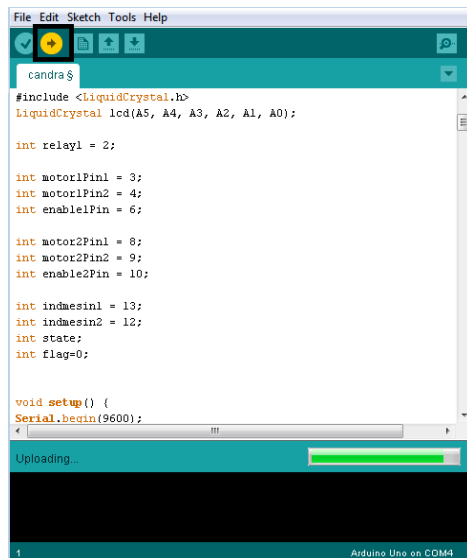 File Edit Sketch Tools Help
candra §
#include <LiquidCrystal.h>
LiquidCrystal lcd(A5, A4, A3, A2, A1, A0);
int relay1 = 2;
int motor1Pin1 = 3;
int motor1Pin2 = 4;
int enable1Pin = 6;
int motor2Pin1 = 8;
int motor2Pin2 = 9;
int enable2Pin = 10;
int indmesin1 = 13;
int indmesin2 = 12;
int state;
int flag=0;
void setup() {
Serial.begin(9600);
Uploading...
1 Arduino Uno on COM4